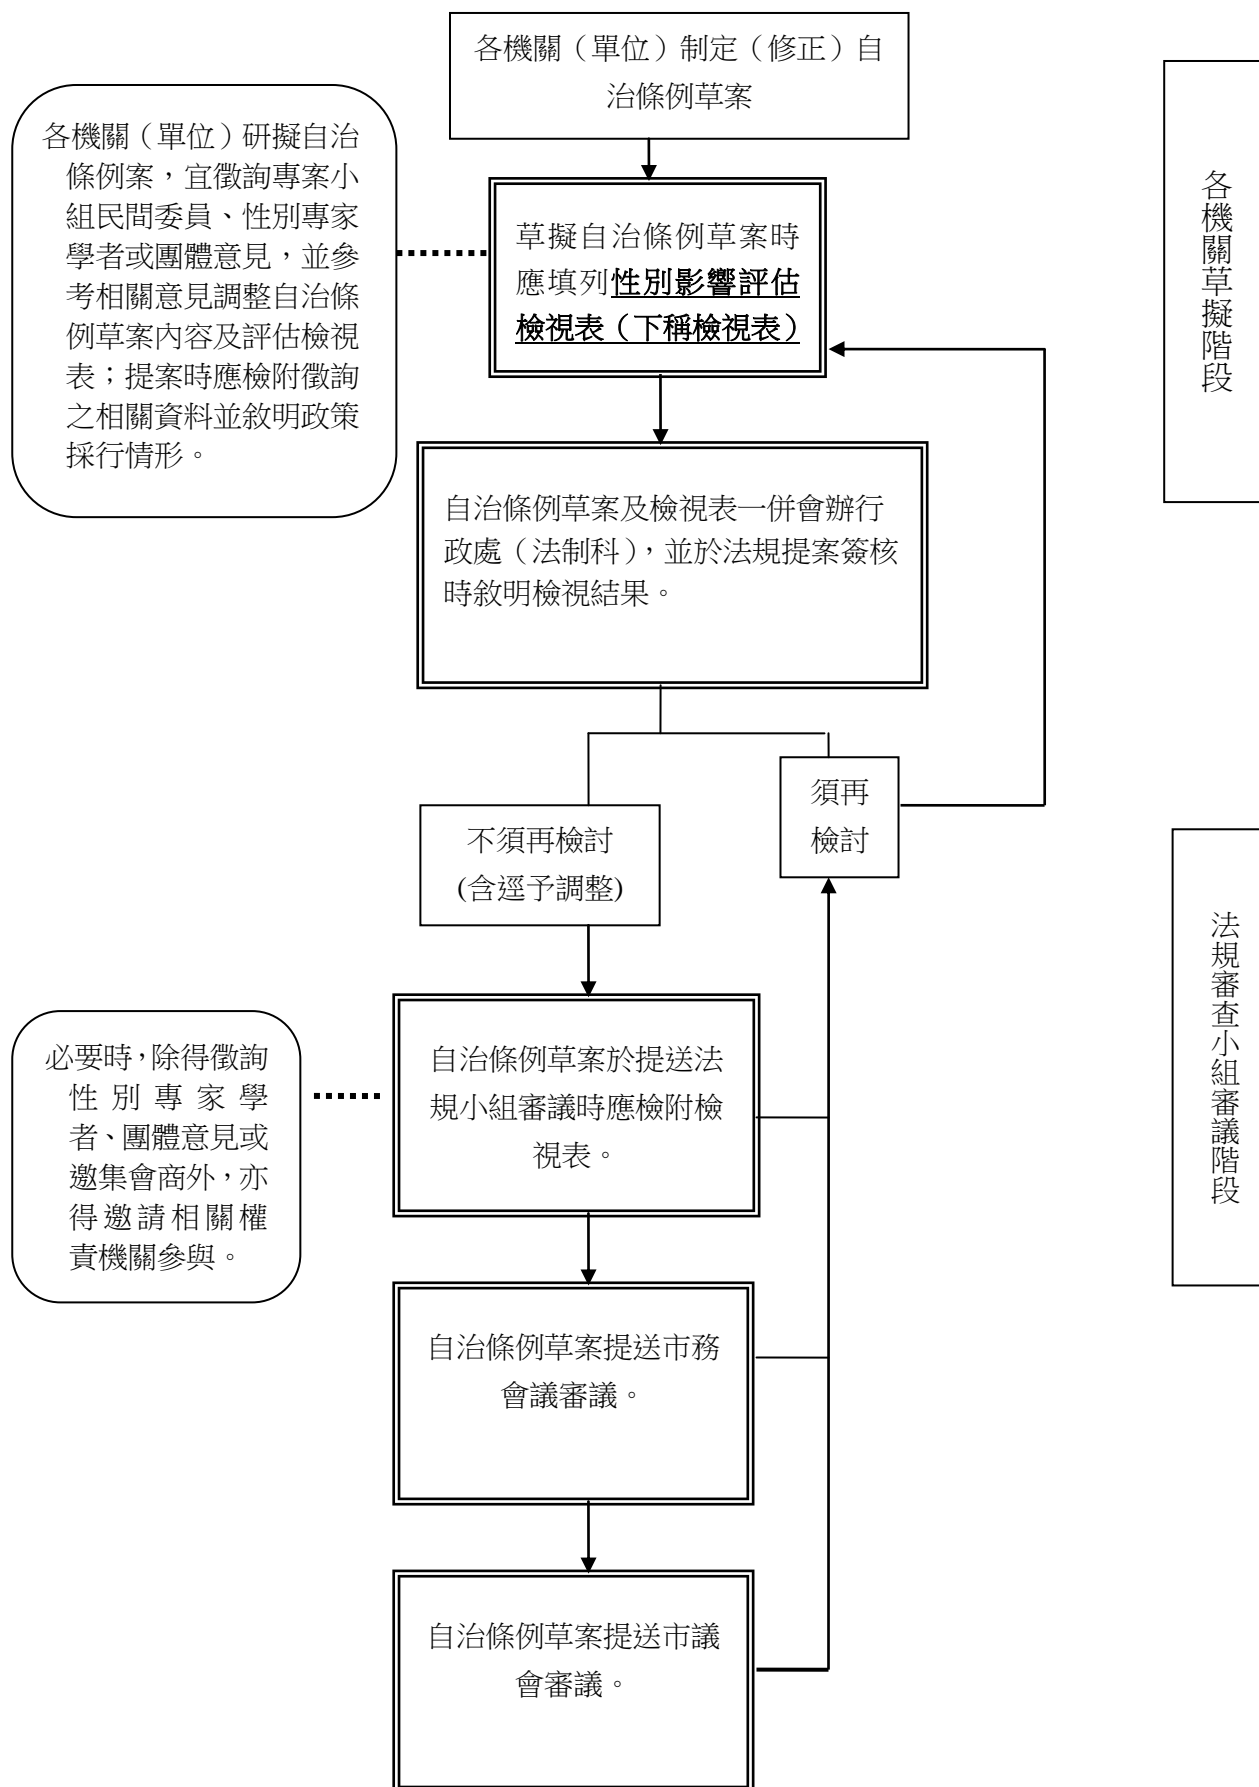 各機關（單位）制定（修正）自
治條例草案
各機關（單位）研擬自治
條例案，宜徵詢專案小
組民間委員、性別專家
學者或團體意見，並參
考相關意見調整自治條
例草案內容及評估檢視
表；提案時應檢附徵詢
之相關資料並敘明政策
採行情形。
草擬自治條例草案時
應填列性別影響評估
檢視表（下稱檢視表）
各機關草擬階段
自治條例草案及檢視表一併會辦行
政處（法制科），並於法規提案簽核
時敘明檢視結果。
須再
檢討
不須再檢討
(含逕予調整)
法規審查小組審議階段
必要時，除得徵詢
性別專家學
者、團體意見或
邀集會商外，亦
得邀請相關權
責機關參與。
自治條例草案於提送法
規小組審議時應檢附檢
視表。
自治條例草案提送市務
會議審議。
自治條例草案提送市議
會審議。